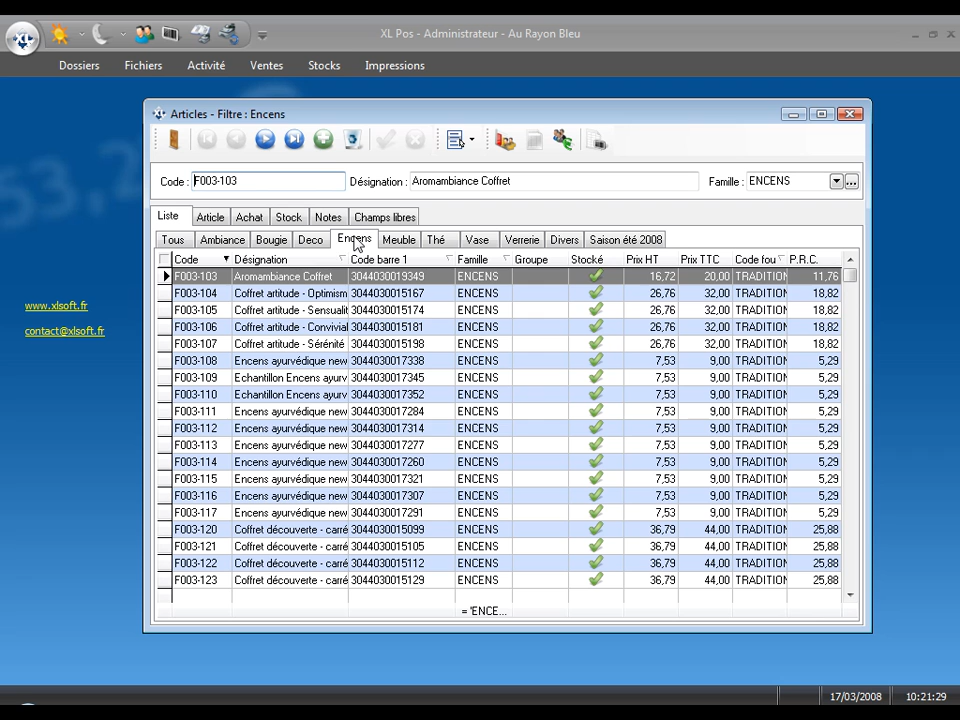 XL Pos - Administrateur - Au Rayon Bleu
Dossiers Fichiers Activité Ventes Stocks Impressions
Articles - Filtre : Encens
Code : F003-103 Désignation : Aromambiance Coffret Famille : ENCENS
Liste Article Achat Stock Notes Champs libres
Tous Ambiance Bougie Deco Encens Meuble Thé Vase Verrerie Divers Saison été 2008
Code Désignation Code barre 1 Famille Groupe Stocké Prix HT Prix TTC Code fou P.R.C.
F003-103 Aromambiance Coffret 3044030019349 ENCENS 16,72 20,00 TRADITION 11,76
F003-104 Coffret artitude - Optimism 3044030015167 ENCENS 26,76 32,00 TRADITION 18,82
F003-105 Coffret artitude - Sensualit 3044030015174 ENCENS 26,76 32,00 TRADITION 18,82
F003-106 Coffret artitude - Convivial 3044030015181 ENCENS 26,76 32,00 TRADITION 18,82
F003-107 Coffret artitude - Sérénité 3044030015198 ENCENS 26,76 32,00 TRADITION 18,82
F003-108 Encens ayurvédique new 3044030017338 ENCENS 7,53 9,00 TRADITION 5,29
F003-109 Echantillon Encens ayurv 3044030017345 ENCENS 7,53 9,00 TRADITION 5,29
F003-110 Echantillon Encens ayurv 3044030017352 ENCENS 7,53 9,00 TRADITION 5,29
F003-111 Encens ayurvédique new 3044030017284 ENCENS 7,53 9,00 TRADITION 5,29
F003-112 Encens ayurvédique new 3044030017314 ENCENS 7,53 9,00 TRADITION 5,29
F003-113 Encens ayurvédique new 3044030017277 ENCENS 7,53 9,00 TRADITION 5,29
F003-114 Encens ayurvédique new 3044030017260 ENCENS 7,53 9,00 TRADITION 5,29
F003-115 Encens ayurvédique new 3044030017321 ENCENS 7,53 9,00 TRADITION 5,29
F003-116 Encens ayurvédique new 3044030017307 ENCENS 7,53 9,00 TRADITION 5,29
F003-117 Encens ayurvédique new 3044030017291 ENCENS 7,53 9,00 TRADITION 5,29
F003-120 Coffret découverte - carré 3044030015099 ENCENS 36,79 44,00 TRADITION 25,88
F003-121 Coffret découverte - carré 3044030015105 ENCENS 36,79 44,00 TRADITION 25,88
F003-122 Coffret découverte - carré 3044030015112 ENCENS 36,79 44,00 TRADITION 25,88
F003-123 Coffret découverte - carré 3044030015129 ENCENS 36,79 44,00 TRADITION 25,88
= 'ENCE...
www.xlsoft.fr
contact@xlsoft.fr
17/03/2008 10:21:29